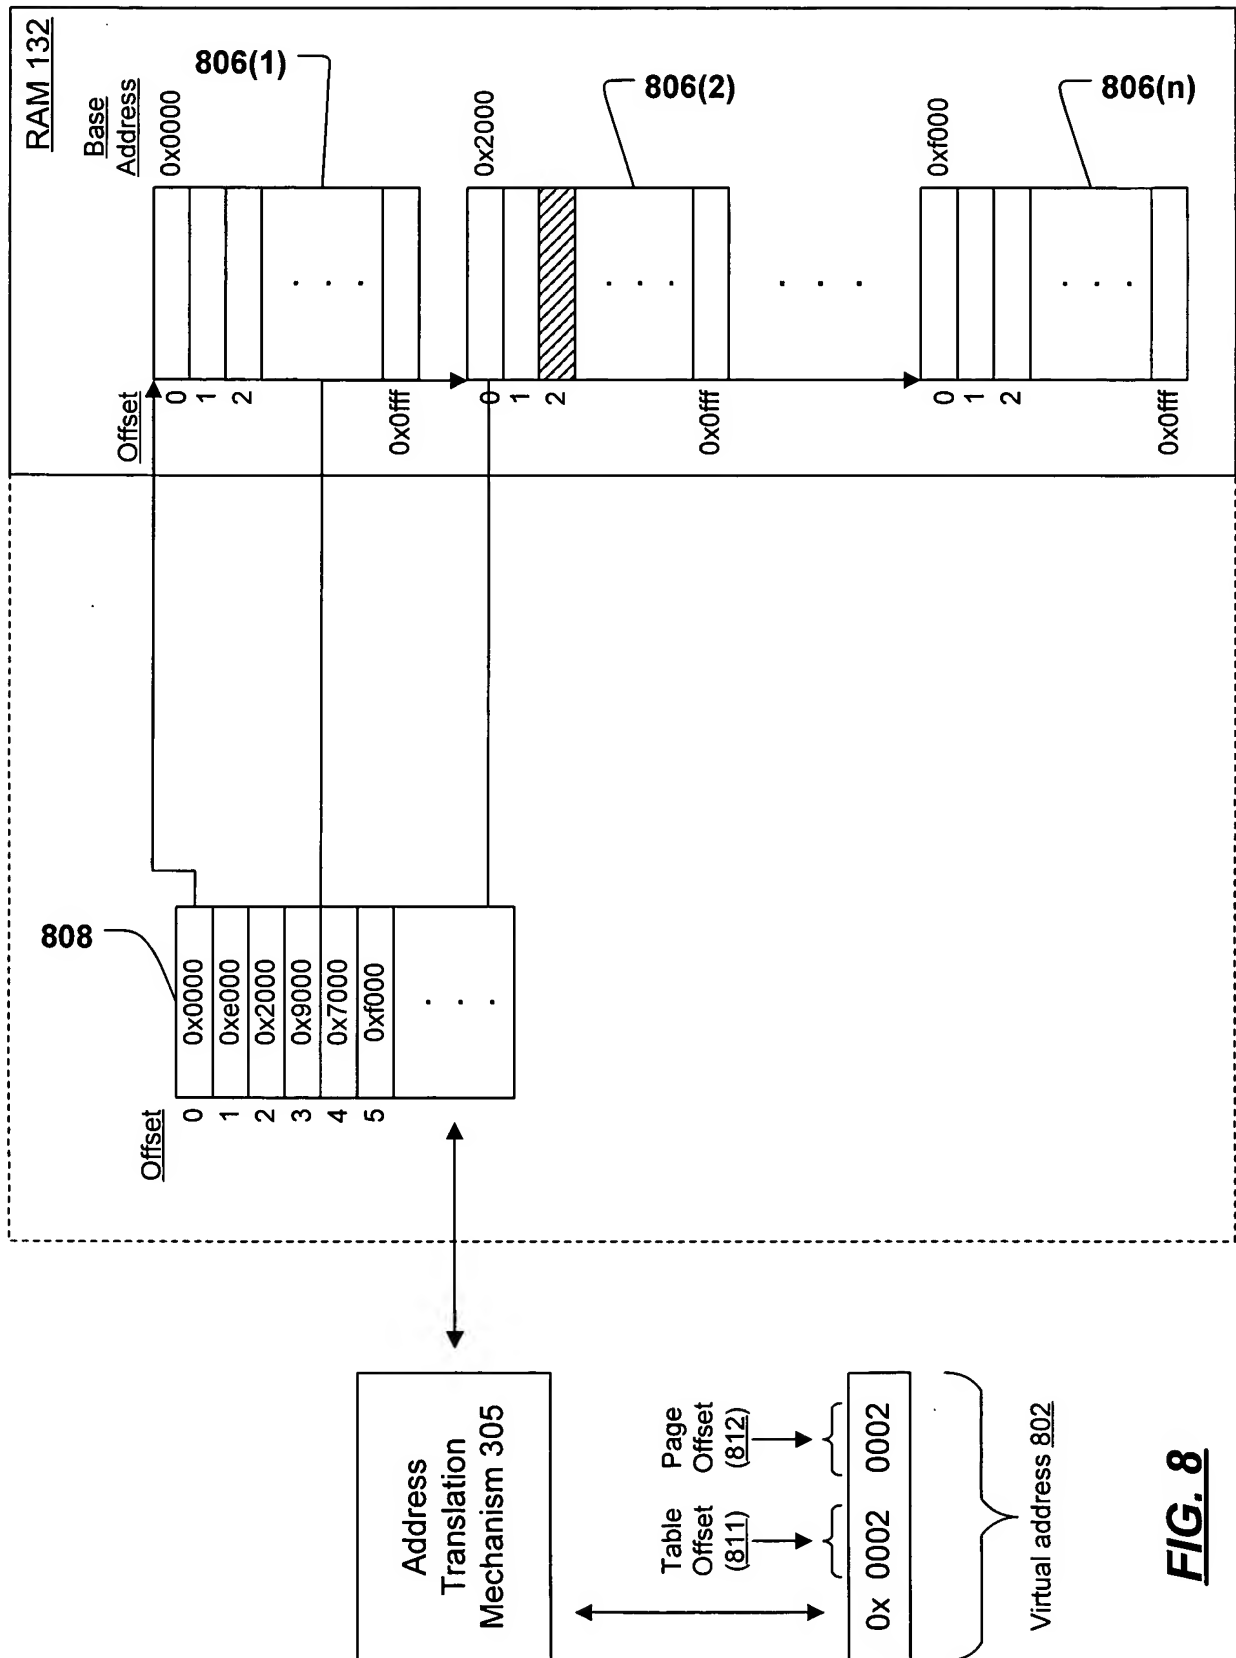 RAM 132
Base
Address
Offset
0x0000
0
1
2
.
.
.
0x0fff
806(1)
0x2000
0
1
2
.
.
.
0x0fff
806(2)
.
.
.
0xf000
0
1
2
.
.
.
0x0fff
806(n)
808
Offset
0 0x0000
1 0xe000
2 0x2000
3 0x9000
4 0x7000
5 0xf000
.
.
.
Address
Translation
Mechanism 305
Table
Offset
(811)
Page
Offset
(812)
0x 0002 0002
Virtual address 802
FIG. 8